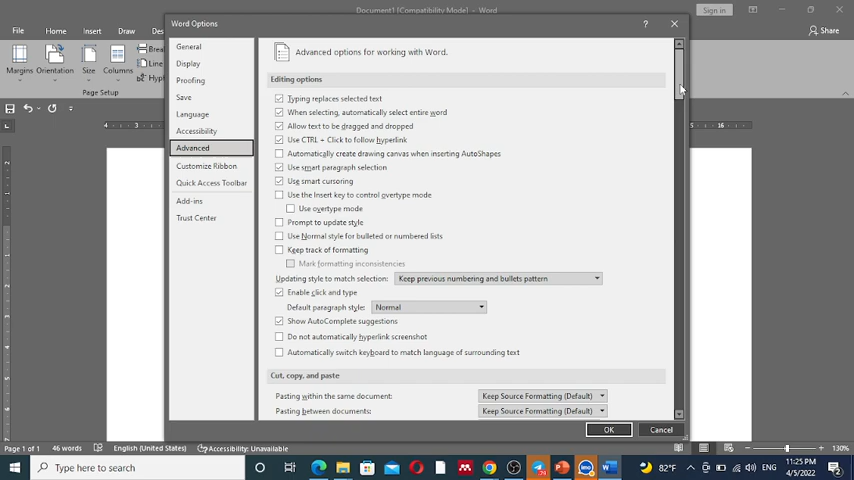 Document1 [Compatibility Mode] - Word
Sign in
File
Home
Insert
Draw
Share
Margins
Orientation
Size
Columns
Page Setup
Word Options
?
General
Display
Proofing
Save
Language
Accessibility
Advanced
Customize Ribbon
Quick Access Toolbar
Add-ins
Trust Center
Advanced options for working with Word.
Editing options
Typing replaces selected text
When selecting, automatically select entire word
Allow text to be dragged and dropped
Use CTRL + Click to follow hyperlink
Automatically create drawing canvas when inserting AutoShapes
Use smart paragraph selection
Use smart cursoring
Use the Insert key to control overtype mode
Use overtype mode
Prompt to update style
Use Normal style for bulleted or numbered lists
Keep track of formatting
Mark formatting inconsistencies
Updating style to match selection: Keep previous numbering and bullets pattern
Enable click and type
Default paragraph style: Normal
Show AutoComplete suggestions
Do not automatically hyperlink screenshot
Automatically switch keyboard to match language of surrounding text
Cut, copy, and paste
Pasting within the same document: Keep Source Formatting (Default)
Pasting between documents: Keep Source Formatting (Default)
OK Cancel
Page 1 of 1 46 words English (United States) Accessibility: Unavailable 130%
Type here to search
82°F
ENG
11:25 PM
4/5/2022